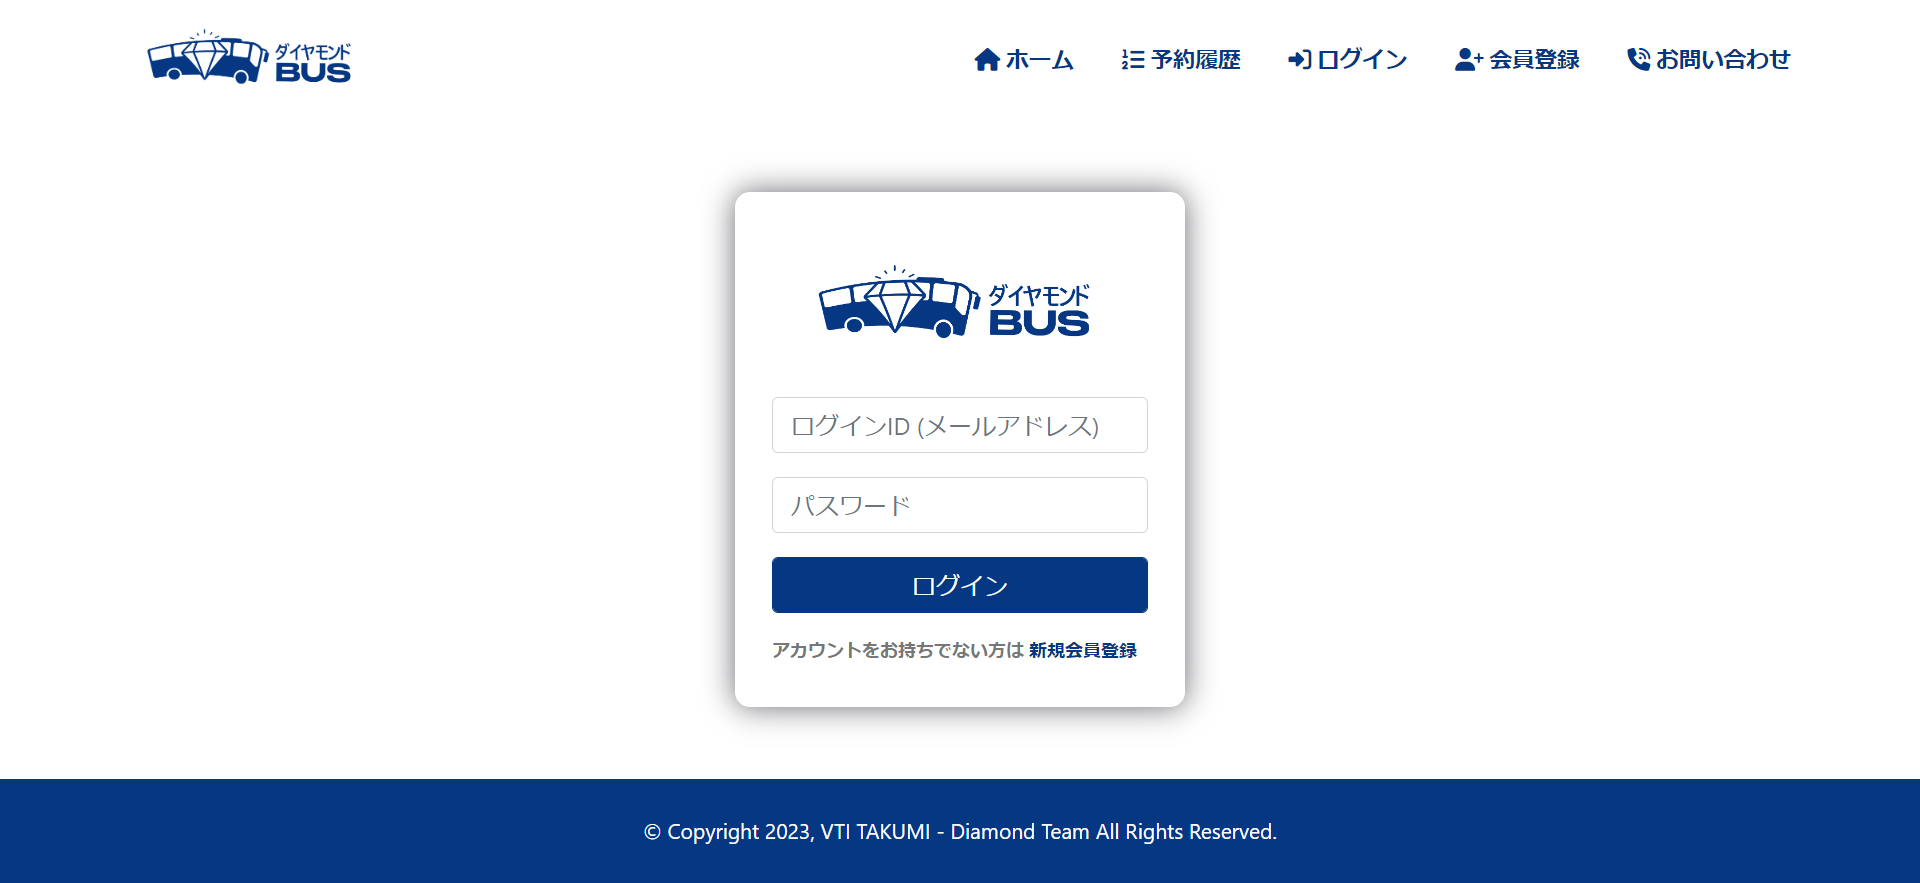 ダイヤモンド
BUS
ホーム 予約履歴 ログイン 会員登録 お問い合わせ
ダイヤモンド
BUS
ログインID (メールアドレス)
パスワード
ログイン
アカウントをお持ちでない方は 新規会員登録
© Copyright 2023, VTI TAKUMI - Diamond Team All Rights Reserved.